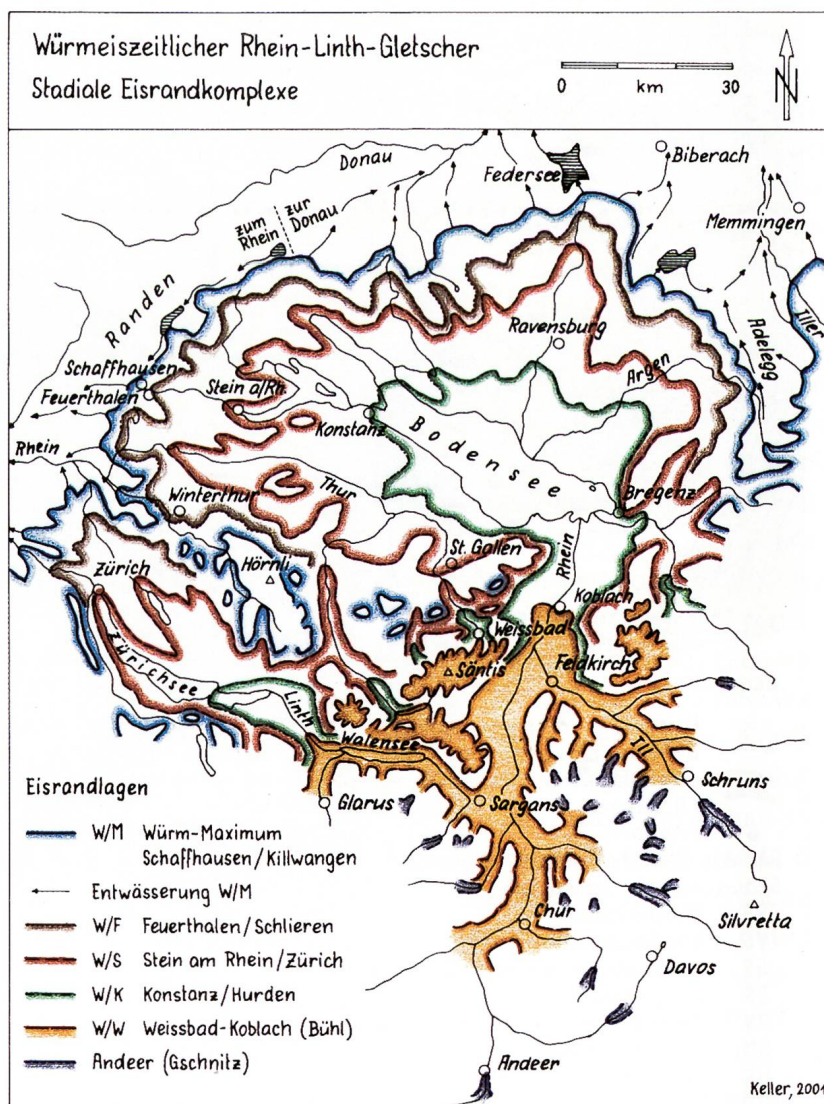 Würmeiszeitlicher Rhein-Linth-Gletscher
Stadiale Eisrandkomplexe
0 km 30
N
Donau
Federsee
Biberach
Memmingen
zum Rhein
zur Donau
Randen
Iller
Adelegg
Ravensburg
Argen
Schaffhausen
Feuerthalen
Stein a/Rh.
Konstanz
Bodensee
Rhein
Thur
Bregenz
Winterthur
Hörnli
St. Gallen
Rhein
Zürich
Koblach
Weissbad
Säntis
Feldkirch
Zürichsee
Linth
Walensee
Ill
Schruns
Glarus
Sargans
Silvretta
Chur
Davos
Andeer
Eisrandlagen
W/M Würm-Maximum
Schaffhausen/Killwangen
Entwässerung W/M
W/F Feuerthalen/Schlieren
W/S Stein am Rhein/Zürich
W/K Konstanz/Hurden
W/W Weissbad-Koblach (Bühl)
Andeer (Gschnitz)
Keller, 2001